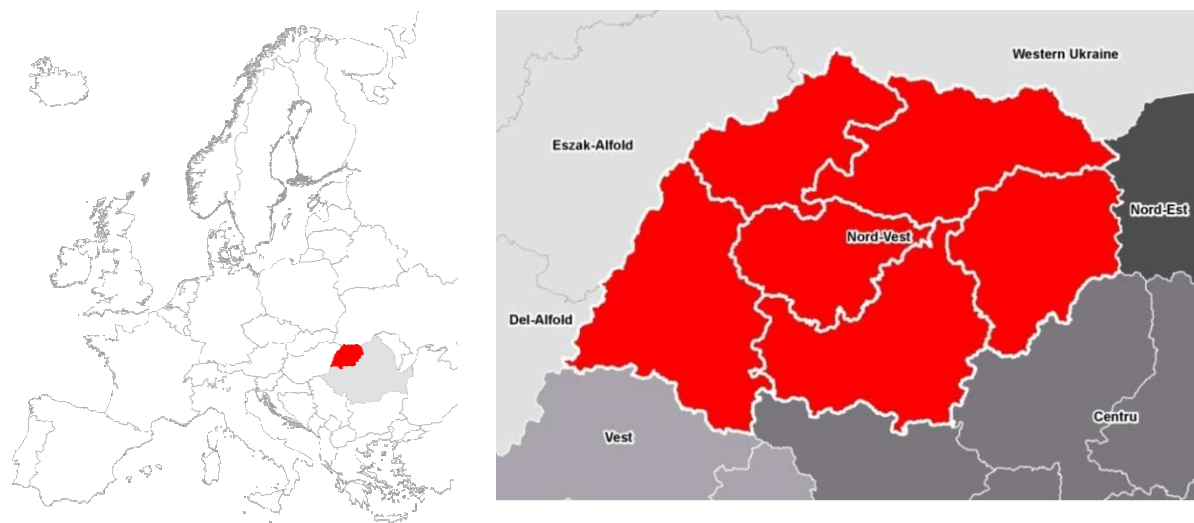 Western Ukraine
Eszak-Alfold
Nord-Est
Nord-Vest
Del-Alfold
Centru
Vest